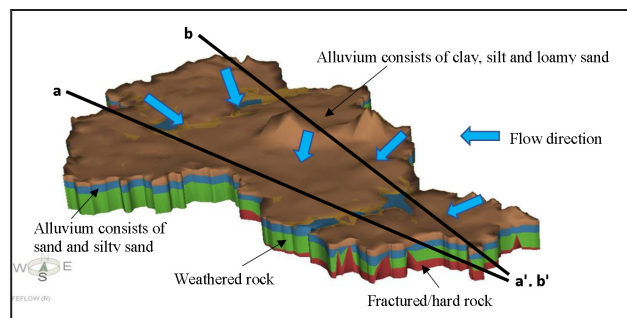 b
Alluvium consists of clay, silt and loamy sand
a
Flow direction
Alluvium consists of
sand and silty sand
W N E
S
Weathered rock
a', b'
Fractured/hard rock
FEFLOW (R)